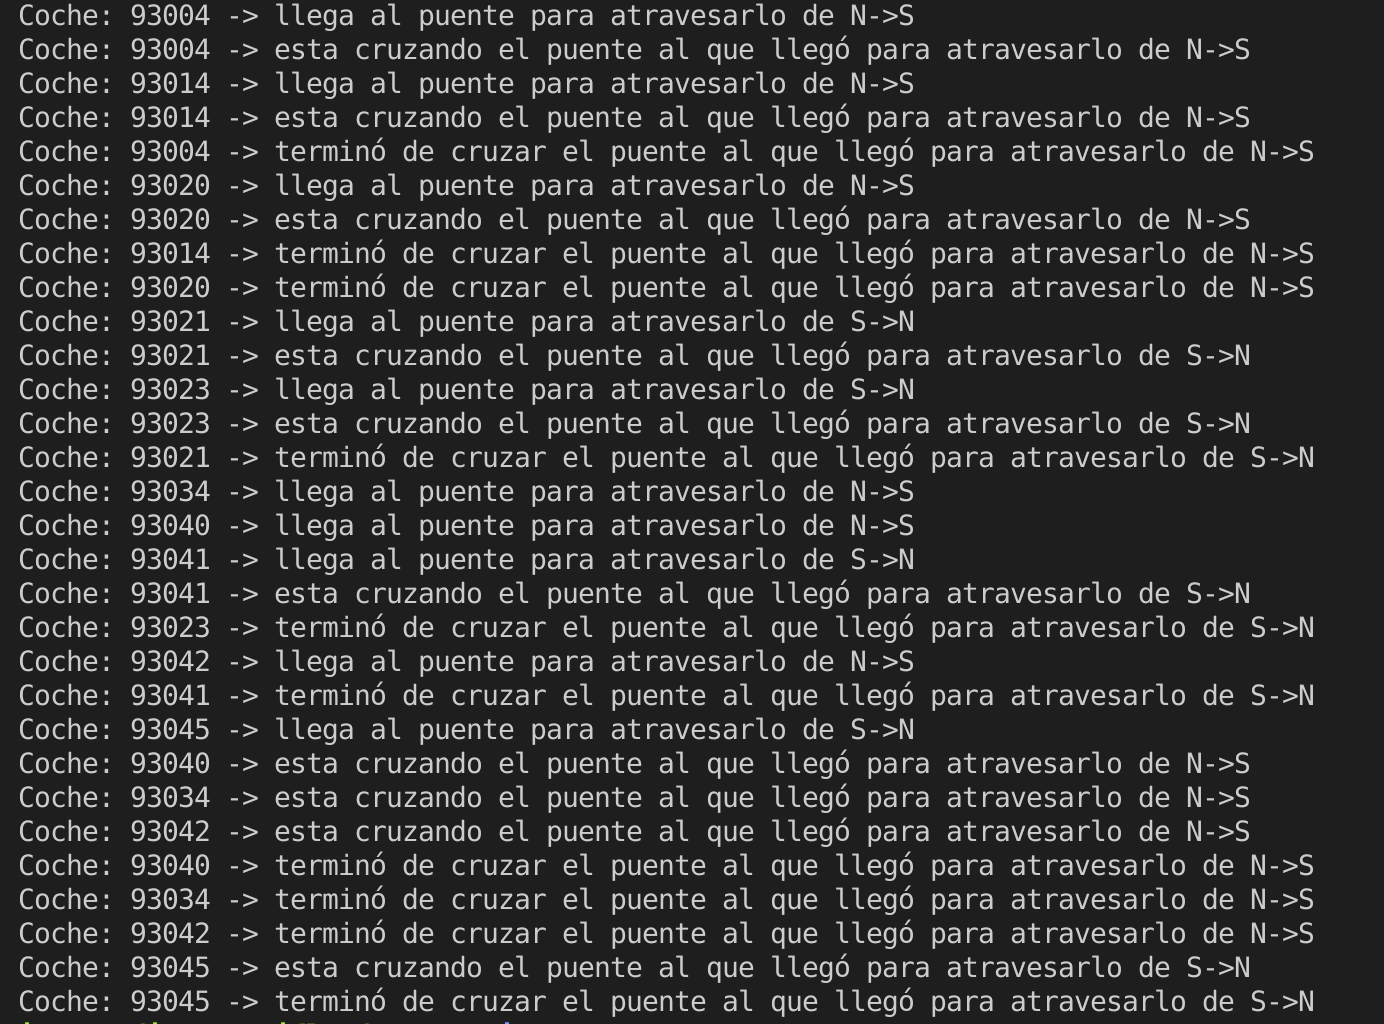 Coche: 93004 -> llega al puente para atravesarlo de N->S
Coche: 93004 -> esta cruzando el puente al que llegó para atravesarlo de N->S
Coche: 93014 -> llega al puente para atravesarlo de N->S
Coche: 93014 -> esta cruzando el puente al que llegó para atravesarlo de N->S
Coche: 93004 -> terminó de cruzar el puente al que llegó para atravesarlo de N->S
Coche: 93020 -> llega al puente para atravesarlo de N->S
Coche: 93020 -> esta cruzando el puente al que llegó para atravesarlo de N->S
Coche: 93014 -> terminó de cruzar el puente al que llegó para atravesarlo de N->S
Coche: 93020 -> terminó de cruzar el puente al que llegó para atravesarlo de N->S
Coche: 93021 -> llega al puente para atravesarlo de S->N
Coche: 93021 -> esta cruzando el puente al que llegó para atravesarlo de S->N
Coche: 93023 -> llega al puente para atravesarlo de S->N
Coche: 93023 -> esta cruzando el puente al que llegó para atravesarlo de S->N
Coche: 93021 -> terminó de cruzar el puente al que llegó para atravesarlo de S->N
Coche: 93034 -> llega al puente para atravesarlo de N->S
Coche: 93040 -> llega al puente para atravesarlo de N->S
Coche: 93041 -> llega al puente para atravesarlo de S->N
Coche: 93041 -> esta cruzando el puente al que llegó para atravesarlo de S->N
Coche: 93023 -> terminó de cruzar el puente al que llegó para atravesarlo de S->N
Coche: 93042 -> llega al puente para atravesarlo de N->S
Coche: 93041 -> terminó de cruzar el puente al que llegó para atravesarlo de S->N
Coche: 93045 -> llega al puente para atravesarlo de S->N
Coche: 93040 -> esta cruzando el puente al que llegó para atravesarlo de N->S
Coche: 93034 -> esta cruzando el puente al que llegó para atravesarlo de N->S
Coche: 93042 -> esta cruzando el puente al que llegó para atravesarlo de N->S
Coche: 93040 -> terminó de cruzar el puente al que llegó para atravesarlo de N->S
Coche: 93034 -> terminó de cruzar el puente al que llegó para atravesarlo de N->S
Coche: 93042 -> terminó de cruzar el puente al que llegó para atravesarlo de N->S
Coche: 93045 -> esta cruzando el puente al que llegó para atravesarlo de S->N
Coche: 93045 -> terminó de cruzar el puente al que llegó para atravesarlo de S->N